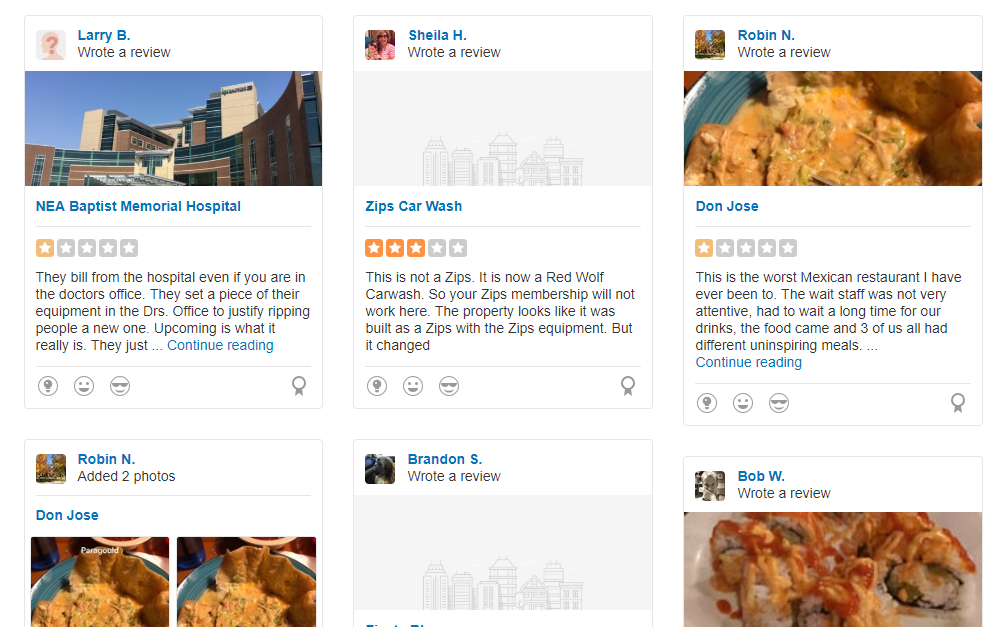 Larry B.
Wrote a review
NEA Baptist Memorial Hospital
They bill from the hospital even if you are in
the doctors office. They set a piece of their
equipment in the Drs. Office to justify ripping
people a new one. Upcoming is what it
really is. They just ... Continue reading
Sheila H.
Wrote a review
Zips Car Wash
This is not a Zips. It is now a Red Wolf
Carwash. So your Zips membership will not
work here. The property looks like it was
built as a Zips with the Zips equipment. But
it changed
Robin N.
Wrote a review
Don Jose
This is the worst Mexican restaurant I have
ever been to. The wait staff was not very
attentive, had to wait a long time for our
drinks, the food came and 3 of us all had
different uninspiring meals. ...
Continue reading
Robin N.
Added 2 photos
Don Jose
Paragould
Brandon S.
Wrote a review
Bob W.
Wrote a review